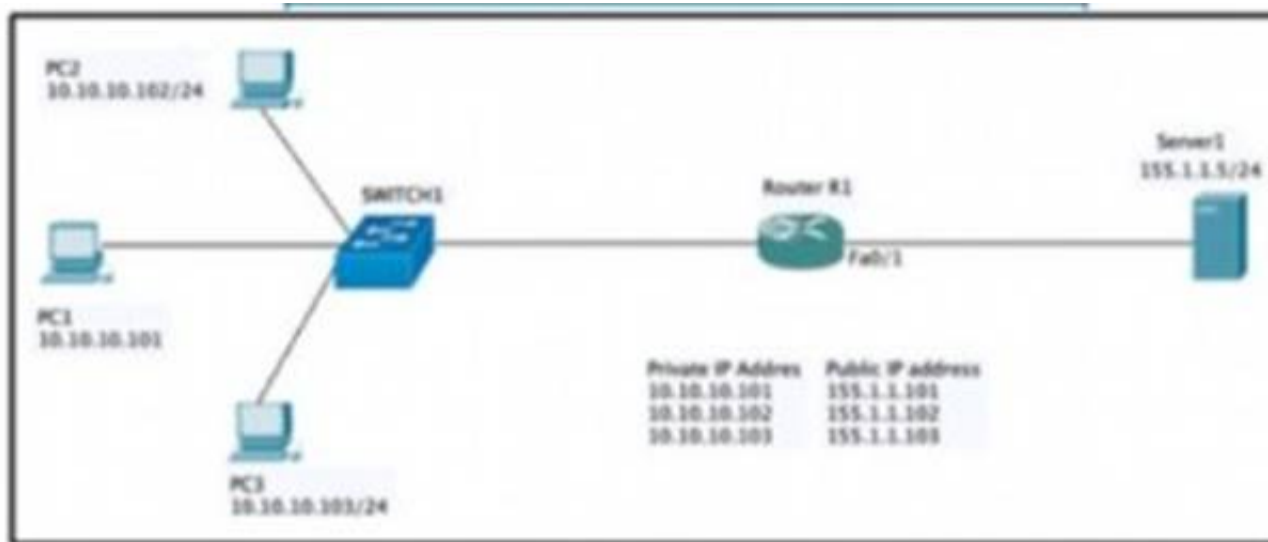 PC2
10.10.10.102/24
SWITCH1
PC1
10.10.10.101
PC3
10.10.10.103/24
Router R1
Fa0/1
Server1
155.1.1.5/24
Private IP Addres Public IP address
10.10.10.101 155.1.1.101
10.10.10.102 155.1.1.102
10.10.10.103 155.1.1.103